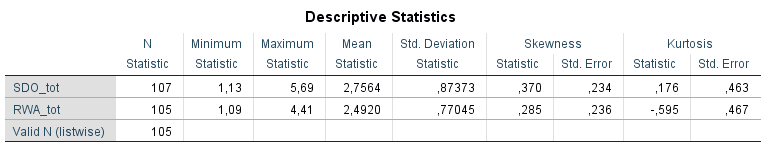 Descriptive Statistics
N Minimum Maximum Mean Std. Deviation Skewness Kurtosis
Statistic Statistic Statistic Statistic Statistic Statistic Std. Error Statistic Std. Error
SDO_tot 107 1,13 5,69 2,7564 ,87373 ,370 ,234 ,176 ,463
RWA_tot 105 1,09 4,41 2,4920 ,77045 ,285 ,236 -,595 ,467
Valid N (listwise) 105